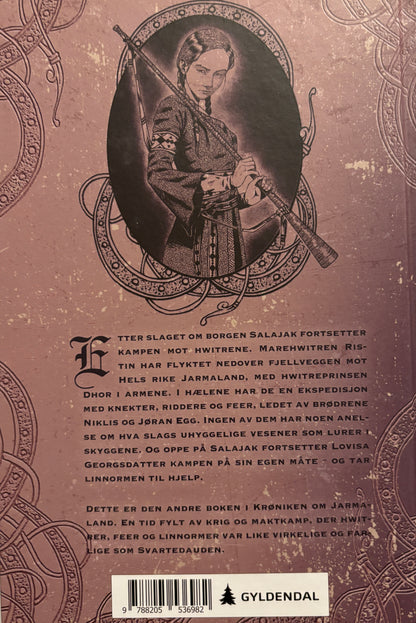 ETTER SLAGET OM BORGEN SALAJAK FORTSETTER
KAMPEN MOT HWITRENE. MAREHWITREN RIS-
TIN HAR FLYKTET NEDOVER FJELLVEGGEN MOT
HELS RIKE JARMALAND, MED HWITREPRINSEN
DHOR I ARMENE. I HÆLENE HAR DE EN EKSPEDISJON
MED KNEKTER, RIDDERE OG FEER, LEDET AV BRØDRENE
NIKLIS OG JØRAN EGG. INGEN AV DEM HAR NOEN ANEL-
SE OM HVA SLAGS UHYGGELIGE VESENER SOM LURER I
SKYGGENE. OG OPPE PÅ SALAJAK FORTSETTER LOVISA
GEORGSDATTER KAMPEN PÅ SIN EGEN MÅTE – OG TAR
LINNORMEN TIL HJELP.
DETTE ER DEN ANDRE BOKEN I KRØNIKEN OM JARMA-
LAND. EN TID FYLT AV KRIG OG MAKTKAMP, DER HWIT-
RER, FEER OG LINNORMER VAR LIKE VIRKELIGE OG FAR-
LIGE SOM SVARTEDAUDEN.
9 788205 536982
GYLDENDAL